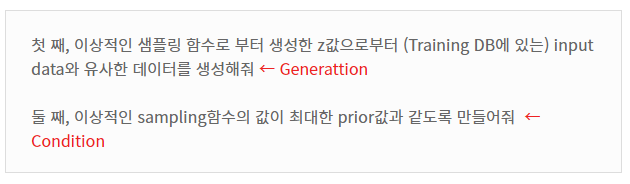 첫 째, 이상적인 샘플링 함수로 부터 생성한 z값으로부터 (Training DB에 있는) input
data와 유사한 데이터를 생성해줘 ← Generattion
둘 째, 이상적인 sampling함수의 값이 최대한 prior값과 같도록 만들어줘 ←
Condition